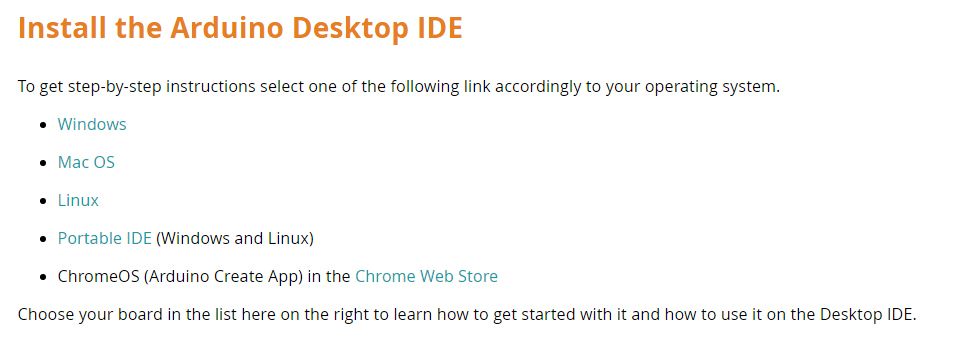 Install the Arduino Desktop IDE
To get step-by-step instructions select one of the following link accordingly to your operating system.
Windows
Mac OS
Linux
Portable IDE (Windows and Linux)
ChromeOS (Arduino Create App) in the Chrome Web Store
Choose your board in the list here on the right to learn how to get started with it and how to use it on the Desktop IDE.